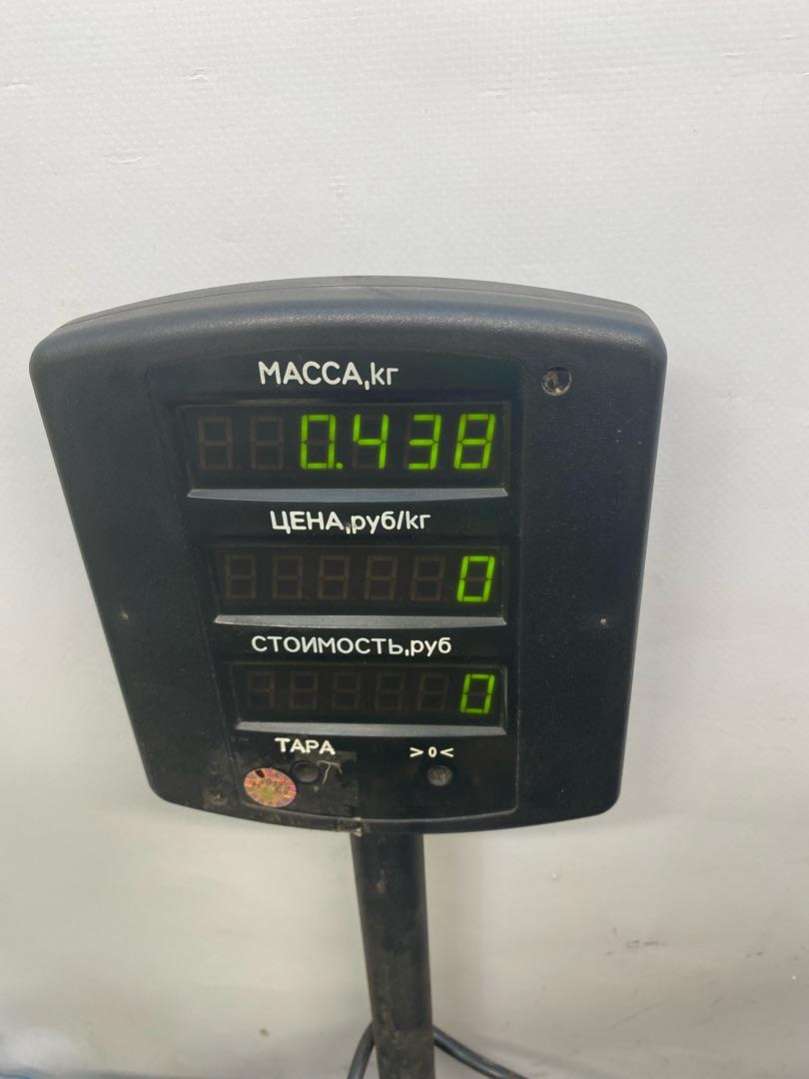 МАССА,кг
0.438
ЦЕНА,руб/кг
0
СТОИМОСТЬ,руб
0
ТАРА >0<